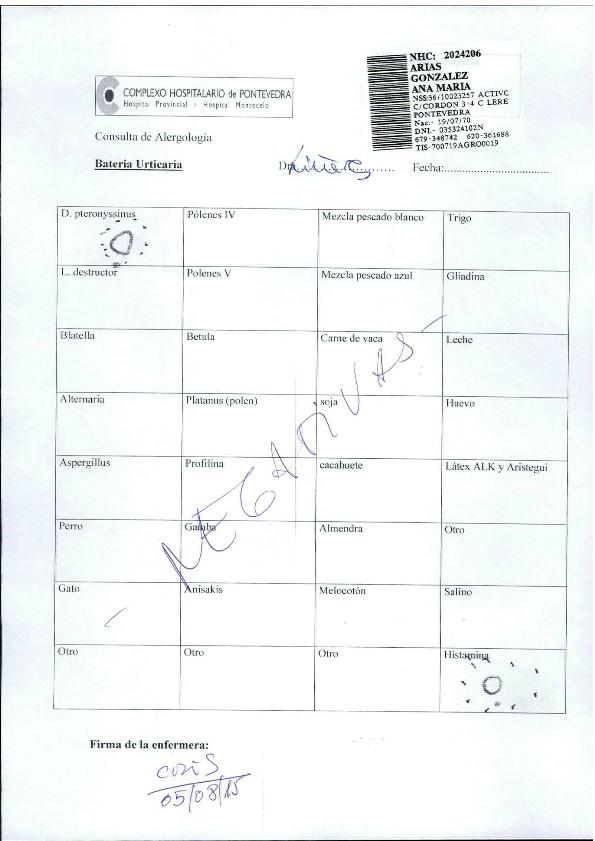 COMPLEXO HOSPITALARIO de PONTEVEDRA
Hospital Provincial - Hospital Montecelo
NHC: 2024206
ARIAS
GONZALEZ
ANA MARIA
NSS:36/10023257 ACTIVC
C/CORDON 3-4 C LERE
PONTEVEDRA
Nac.- 19/07/70
DNI.- 035324102N
679-348742 620-361688
TIS-700719AGRO0019
Consulta de Alergología
Bateria Urticaria
Fecha:
D. pteronyssinus Pólenes IV Mezcla pescado blanco Trigo
L. destructor Polenes V Mezcla pescado azul Gliadina
Blatella Betula Carne de vaca Leche
Alternaria Platanus (polen) soja Huevo
Aspergillus Profilina cacahuete Látex ALK y Aristegui
Perro Gamba Almendra Otro
Gato Anisakis Melocotón Salino
Otro Otro Otro Histamina
NEGATIVAS
Firma de la enfermera:
05/08/15